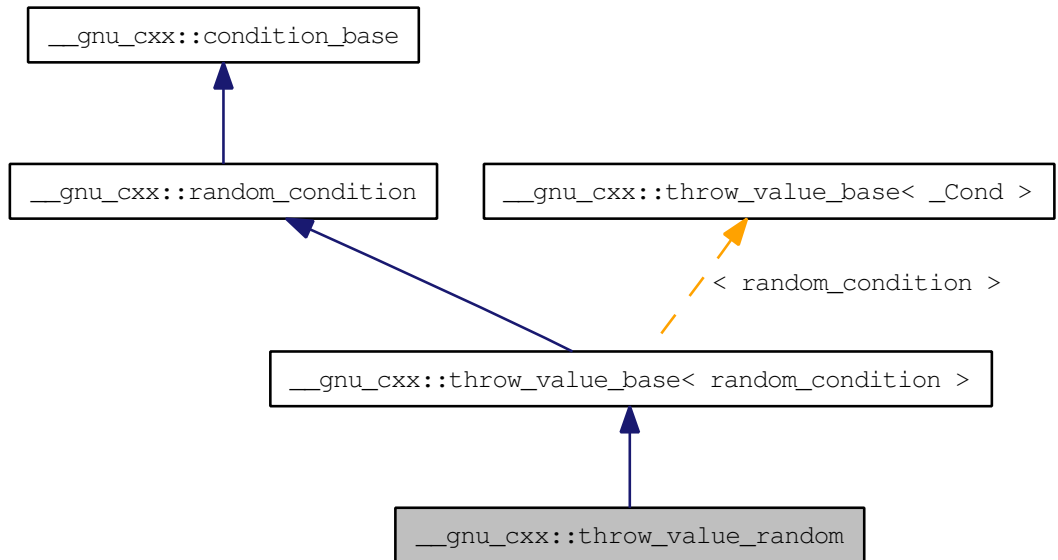 __gnu_cxx::condition_base
__gnu_cxx::random_condition
__gnu_cxx::throw_value_base< _Cond >
< random_condition >
__gnu_cxx::throw_value_base< random_condition >
__gnu_cxx::throw_value_random